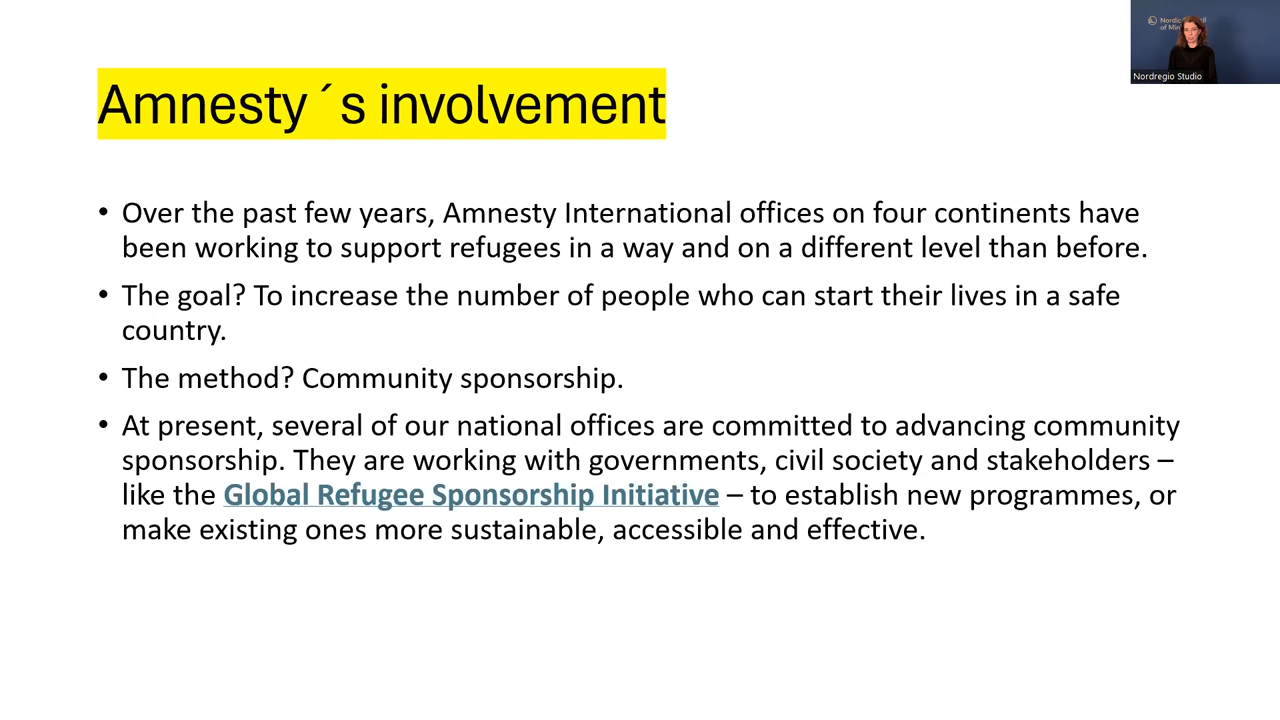 Amnesty´s involvement
Nordregio Studio
• Over the past few years, Amnesty International offices on four continents have
been working to support refugees in a way and on a different level than before.
• The goal? To increase the number of people who can start their lives in a safe
country.
• The method? Community sponsorship.
• At present, several of our national offices are committed to advancing community
sponsorship. They are working with governments, civil society and stakeholders –
like the Global Refugee Sponsorship Initiative – to establish new programmes, or
make existing ones more sustainable, accessible and effective.